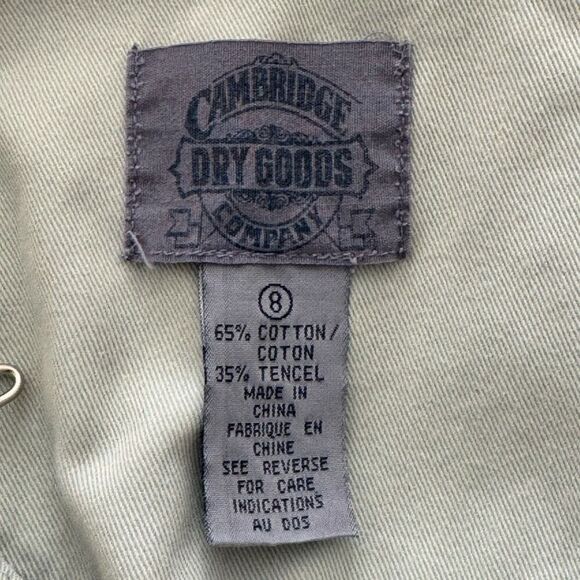 CAMBRIDGE
DRY GOODS
COMPANY
8
65% COTTON/
COTON
35% TENCEL
MADE IN
CHINA
FABRIQUE EN
CHINE
SEE REVERSE
FOR CARE
INDICATIONS
AU DOS